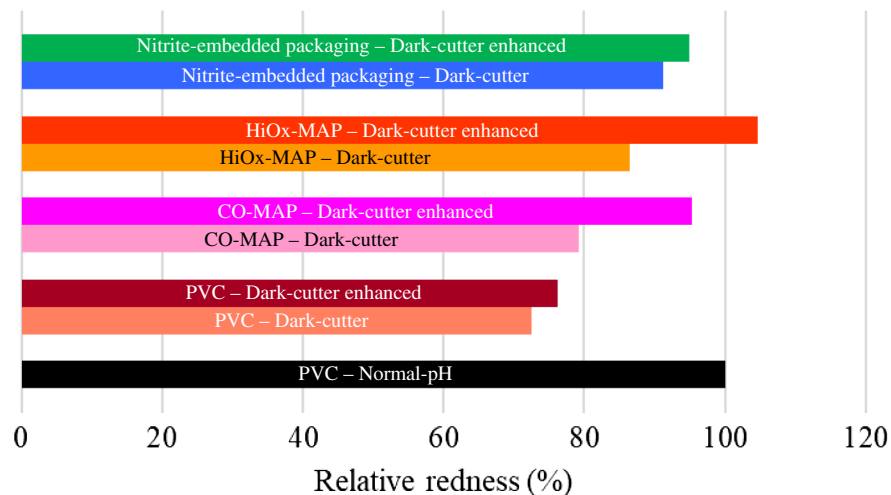 Nitrite-embedded packaging – Dark-cutter enhanced
Nitrite-embedded packaging – Dark-cutter
HiOx-MAP – Dark-cutter enhanced
HiOx-MAP – Dark-cutter
CO-MAP – Dark-cutter enhanced
CO-MAP – Dark-cutter
PVC – Dark-cutter enhanced
PVC – Dark-cutter
PVC – Normal-pH
0 20 40 60 80 100 120
Relative redness (%)